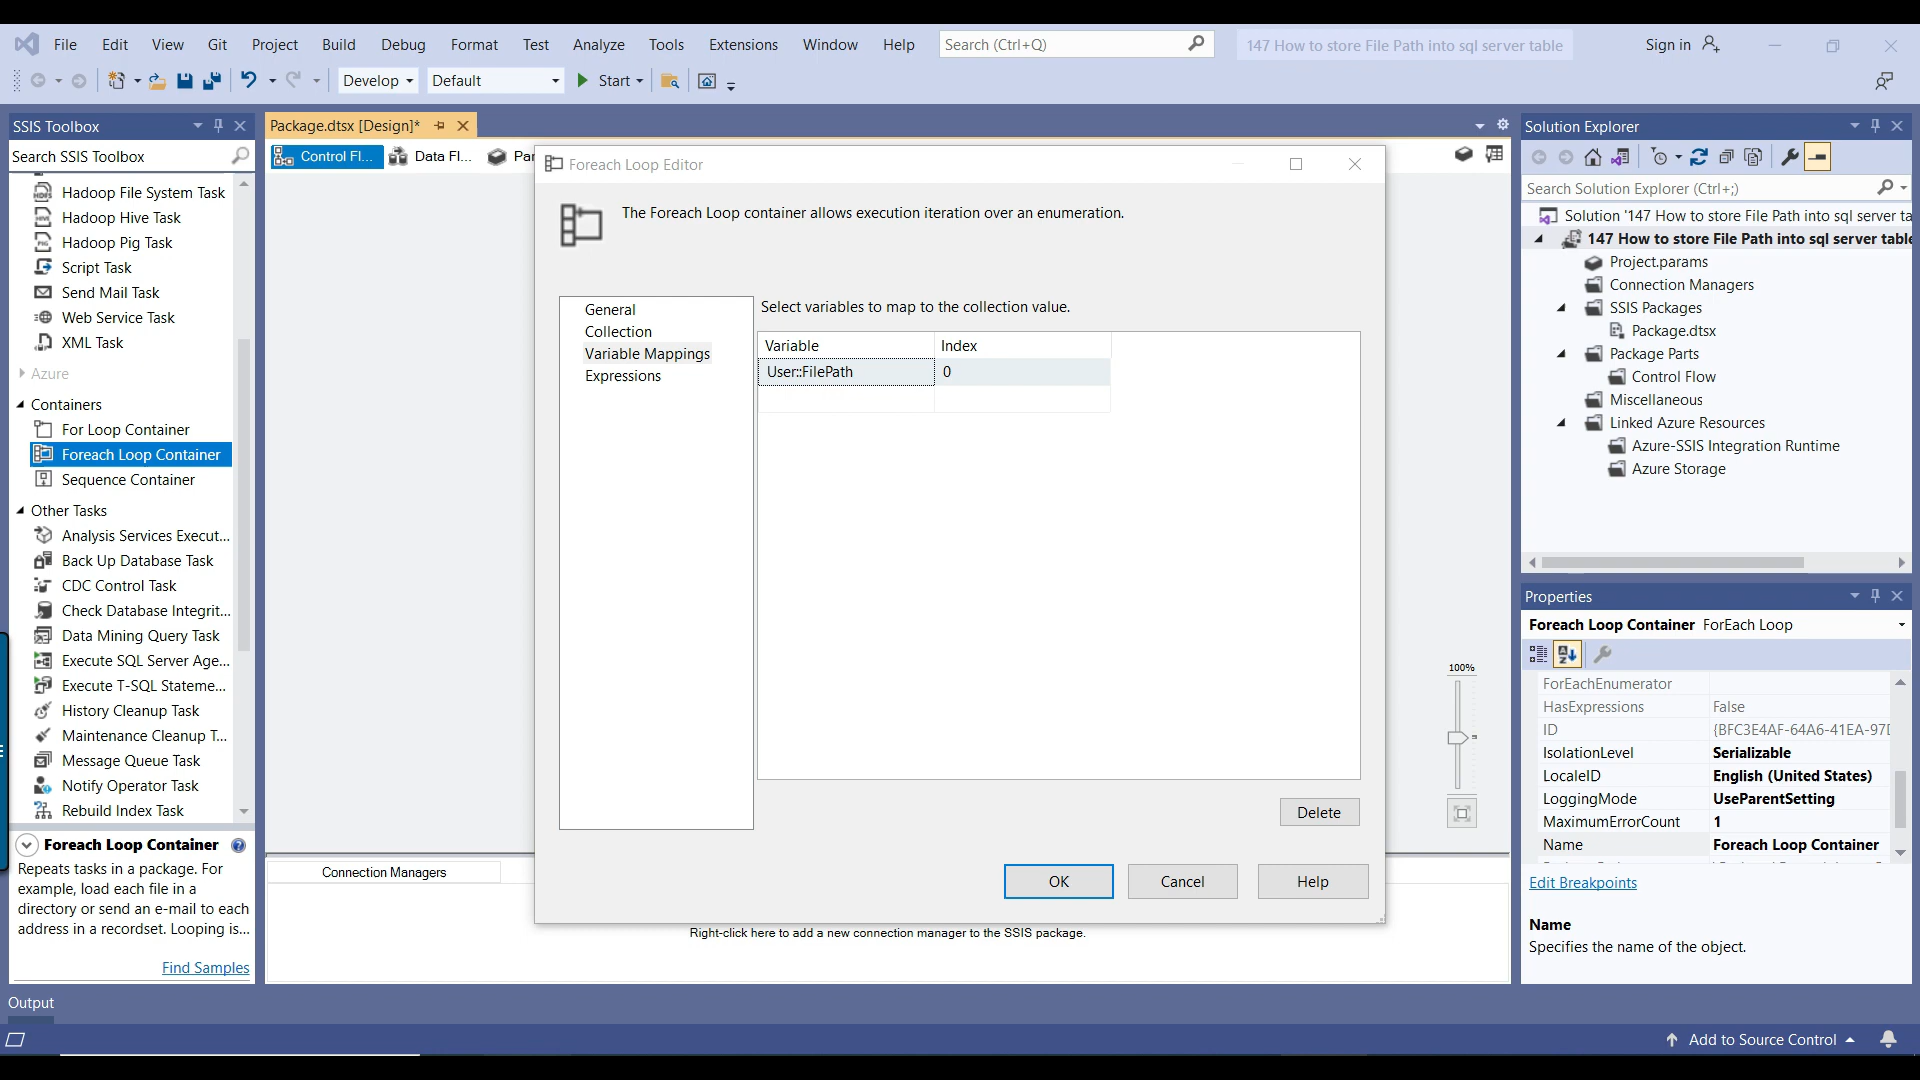 File Edit View Git Project Build Debug Format Test Analyze Tools Extensions Window Help Search (Ctrl+Q) 147 How to store File Path into sql server table Sign in
Develop Default Start
SSIS Toolbox
Search SSIS Toolbox
Hadoop File System Task
Hadoop Hive Task
Hadoop Pig Task
Script Task
Send Mail Task
Web Service Task
XML Task
Azure
Containers
For Loop Container
Foreach Loop Container
Sequence Container
Other Tasks
Analysis Services Execut...
Back Up Database Task
CDC Control Task
Check Database Integrit...
Data Mining Query Task
Execute SQL Server Age...
Execute T-SQL Stateme...
History Cleanup Task
Maintenance Cleanup T...
Message Queue Task
Notify Operator Task
Rebuild Index Task
Foreach Loop Container
Repeats tasks in a package. For
example, load each file in a
directory or send an e-mail to each
address in a recordset. Looping is...
Find Samples
Package.dtsx [Design]*
Control Fl... Data Fl... Par
Foreach Loop Editor
The Foreach Loop container allows execution iteration over an enumeration.
General
Collection
Variable Mappings
Expressions
Select variables to map to the collection value.
Variable Index
User::FilePath 0
Delete
OK Cancel Help
100%
Connection Managers
Right-click here to add a new connection manager to the SSIS package.
Solution Explorer
Search Solution Explorer (Ctrl+;)
Solution '147 How to store File Path into sql server ta
147 How to store File Path into sql server table
Project.params
Connection Managers
SSIS Packages
Package.dtsx
Package Parts
Control Flow
Miscellaneous
Linked Azure Resources
Azure-SSIS Integration Runtime
Azure Storage
Properties
Foreach Loop Container ForEach Loop
ForEachEnumerator
HasExpressions False
ID {BFC3E4AF-64A6-41EA-97
IsolationLevel Serializable
LocaleID English (United States)
LoggingMode UseParentSetting
MaximumErrorCount 1
Name Foreach Loop Container
Edit Breakpoints
Name
Specifies the name of the object.
Output
Add to Source Control